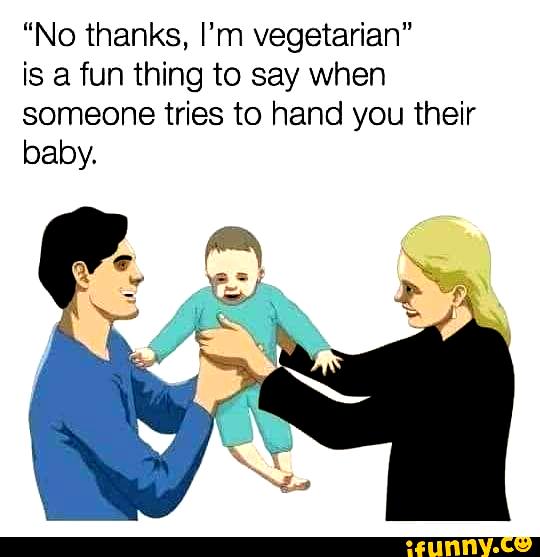 “No thanks, I’m vegetarian”
is a fun thing to say when
someone tries to hand you their
baby.
ifunny.co